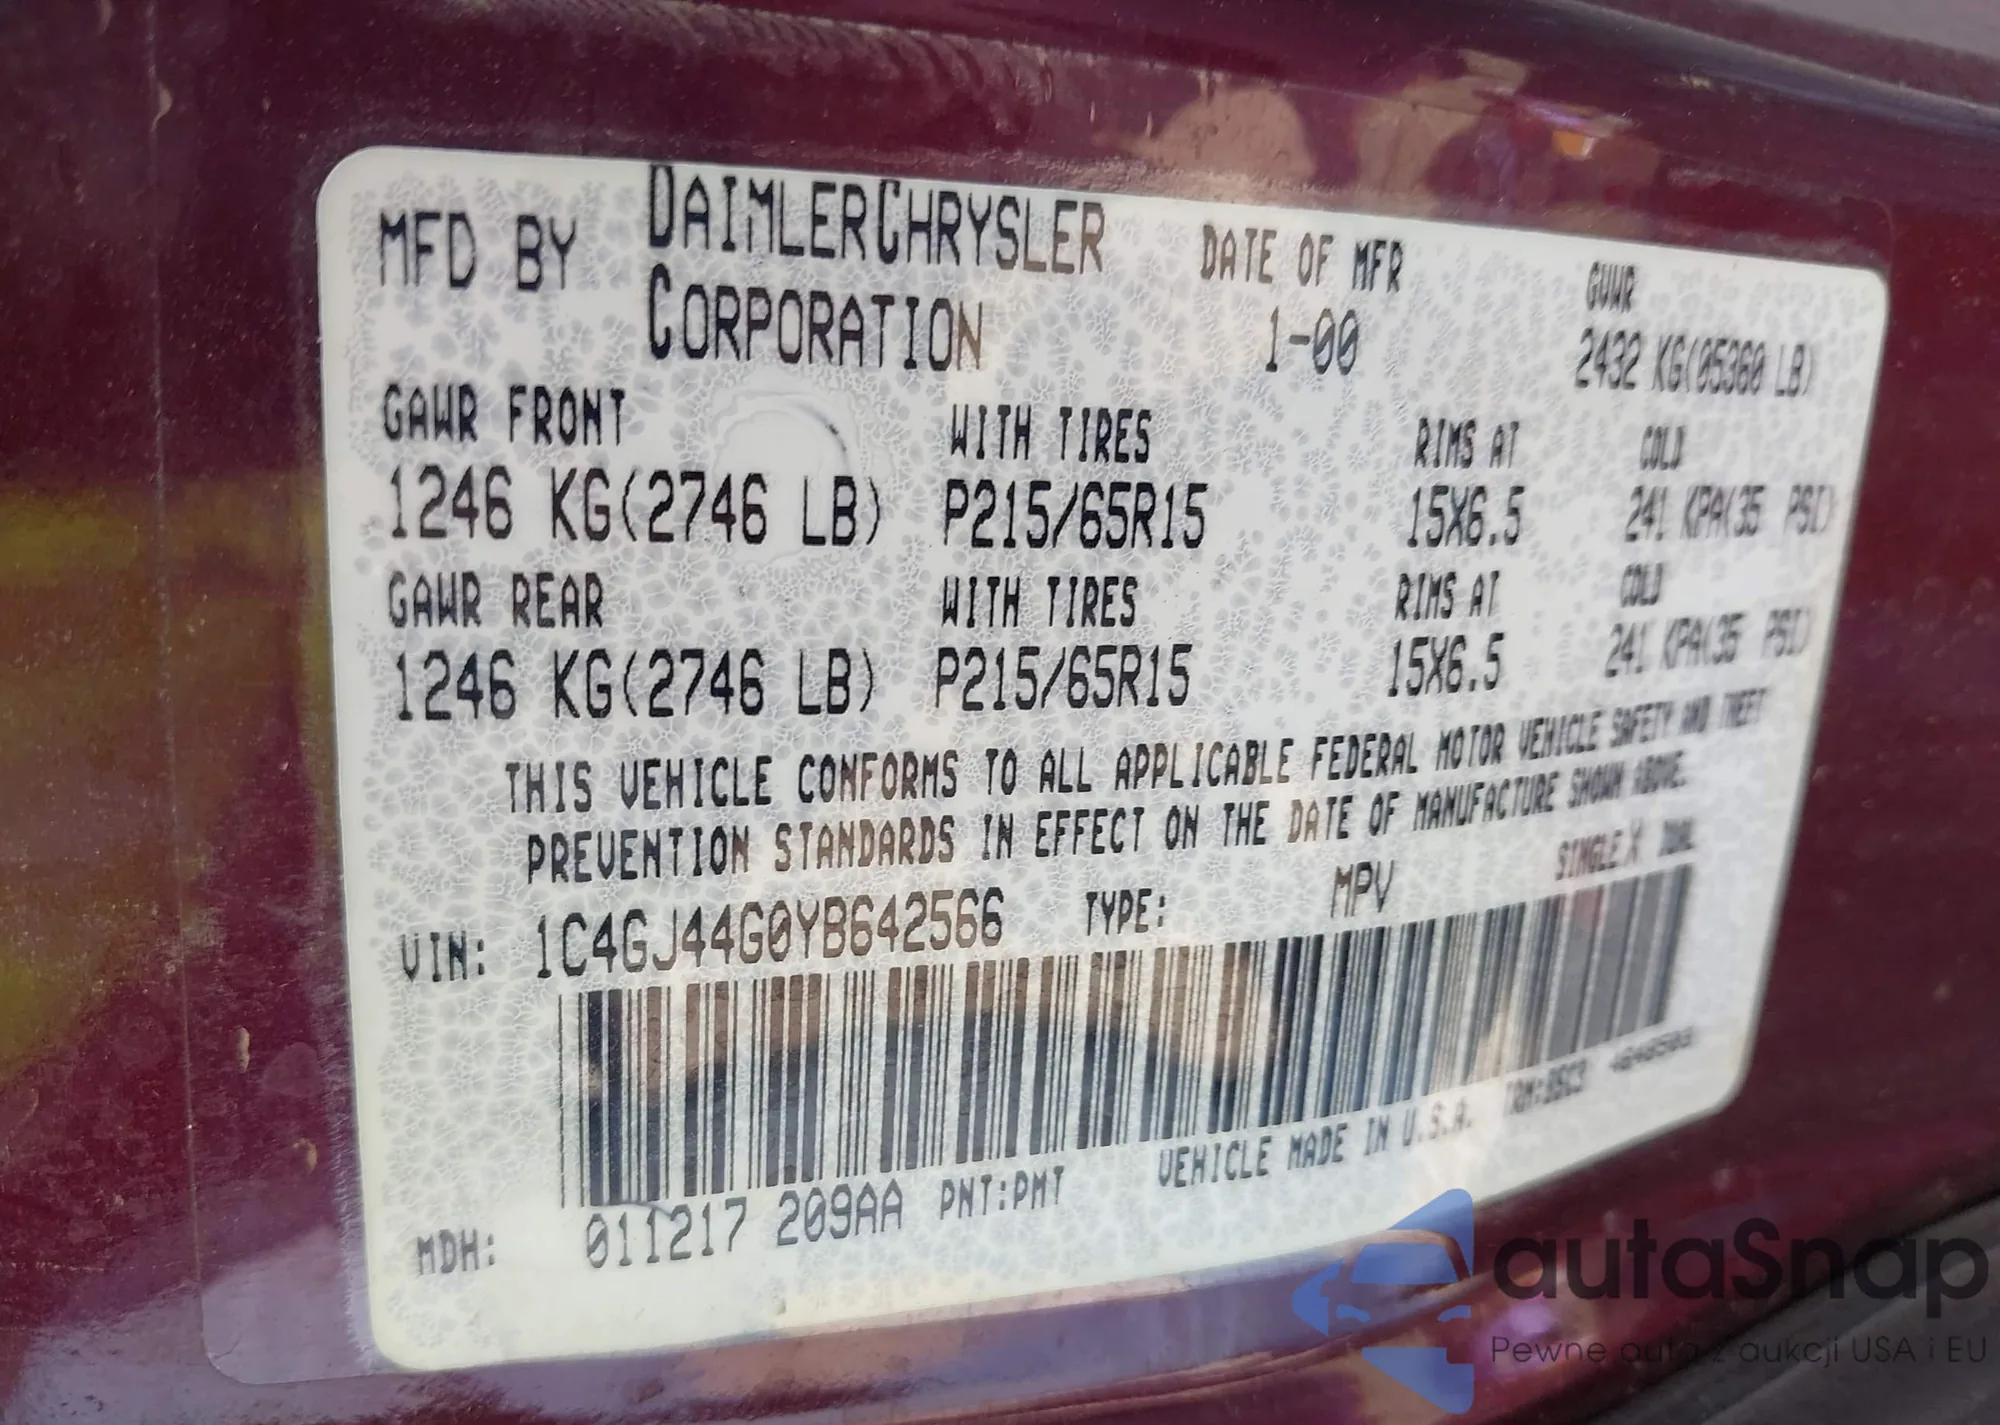 MFD BY DAIMLERCHRYSLER CORPORATION DATE OF MFR 1-00 GVWR 2432 KG(05360 LB)
GAWR FRONT WITH TIRES RIMS AT COLD
1246 KG(2746 LB) P215/65R15 15X6.5 241 KPA(35 PSI)
GAWR REAR WITH TIRES RIMS AT COLD
1246 KG(2746 LB) P215/65R15 15X6.5 241 KPA(35 PSI)
THIS VEHICLE CONFORMS TO ALL APPLICABLE FEDERAL MOTOR VEHICLE SAFETY AND THEFT
PREVENTION STANDARDS IN EFFECT ON THE DATE OF MANUFACTURE SHOWN ABOVE.
VIN: 1C4GJ44G0YB642566 TYPE: MPV SINGLE X DUAL
MDH: 011217 209AA PNT:PMT VEHICLE MADE IN U.S.A.
autaSnap
Pewne auta z aukcji USA i EU